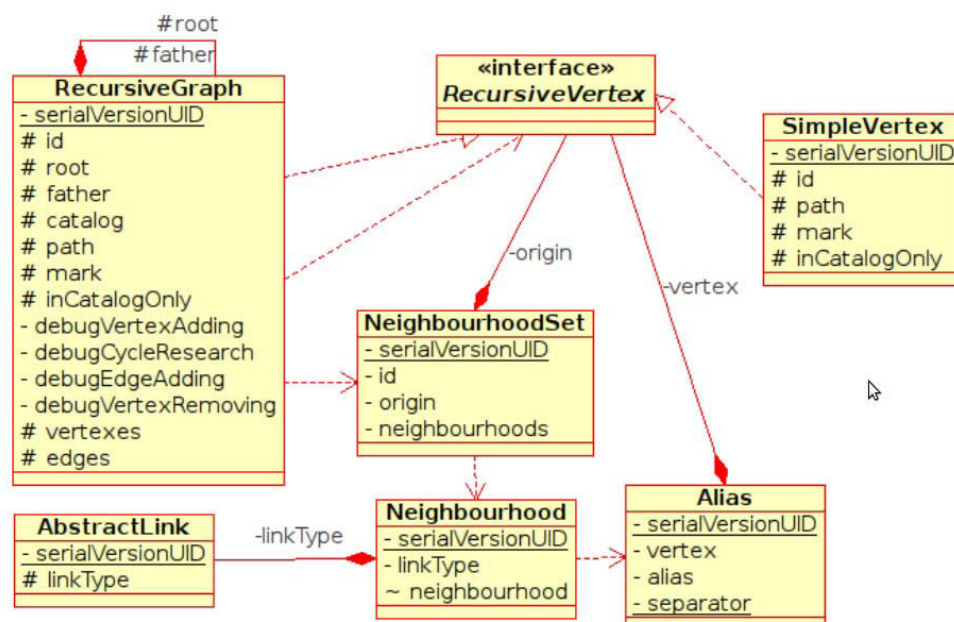 #root
#father
RecursiveGraph
- serialVersionUID
# id
# root
# father
# catalog
# path
# mark
# inCatalogOnly
- debugVertexAdding
- debugCycleResearch
- debugEdgeAdding
- debugVertexRemoving
# vertexes
# edges
«interface»
RecursiveVertex
SimpleVertex
- serialVersionUID
# id
# path
# mark
# inCatalogOnly
-origin
-vertex
NeighbourhoodSet
- serialVersionUID
- id
- origin
- neighbourhoods
AbstractLink
- serialVersionUID
# linkType
-linkType
Neighbourhood
- serialVersionUID
- linkType
~ neighbourhood
Alias
- serialVersionUID
- vertex
- alias
- separator